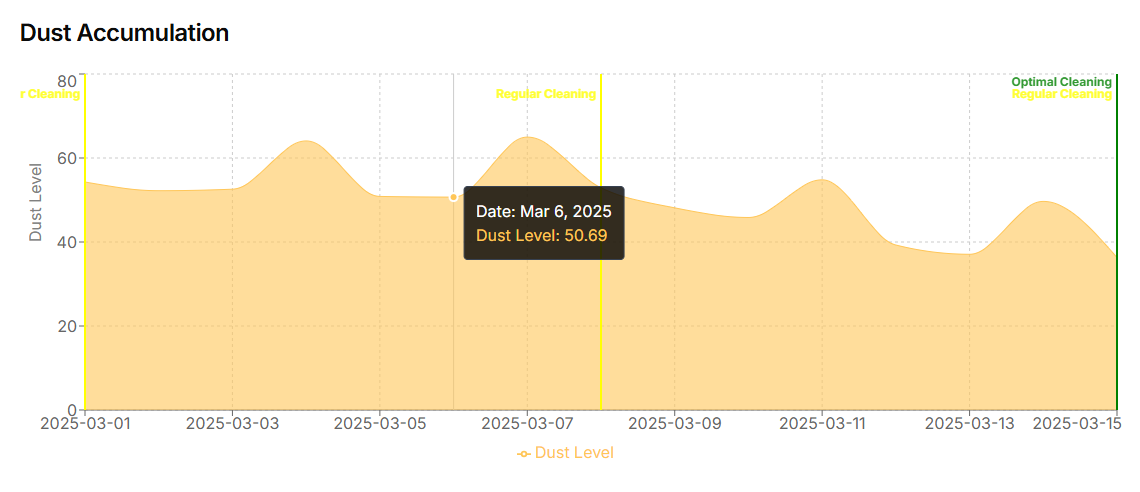 Dust Accumulation
80
Optimal Cleaning
r Cleaning
Regular Cleaning
Regular Cleaning
60
Dust Level
Date: Mar 6, 2025
Dust Level: 50.69
40
20
0
2025-03-01
2025-03-03
2025-03-05
2025-03-07
2025-03-09
2025-03-11
2025-03-13
2025-03-15
Dust Level